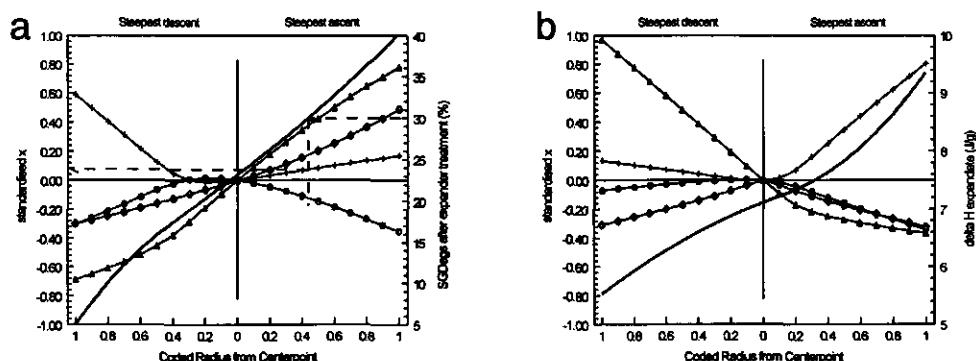 a
Steepest descent
Steepest ascent
1.00
0.80
0.60
0.40
0.20
0.00
-0.20
-0.40
-0.60
-0.80
-1.00
standardised x
40
35
30
25
20
15
10
5
SGDegs after expander treatment (%)
1 0.8 0.6 0.4 0.2 0 0.2 0.4 0.6 0.8 1
Coded Radius from Centerpoint
b
Steepest descent
Steepest ascent
1.00
0.80
0.60
0.40
0.20
0.00
-0.20
-0.40
-0.60
-0.80
-1.00
standardised x
10
9
8
7
6
5
delta H expandate (J/g)
1 0.8 0.6 0.4 0.2 0 0.2 0.4 0.6 0.8 1
Coded Radius from Centerpoint